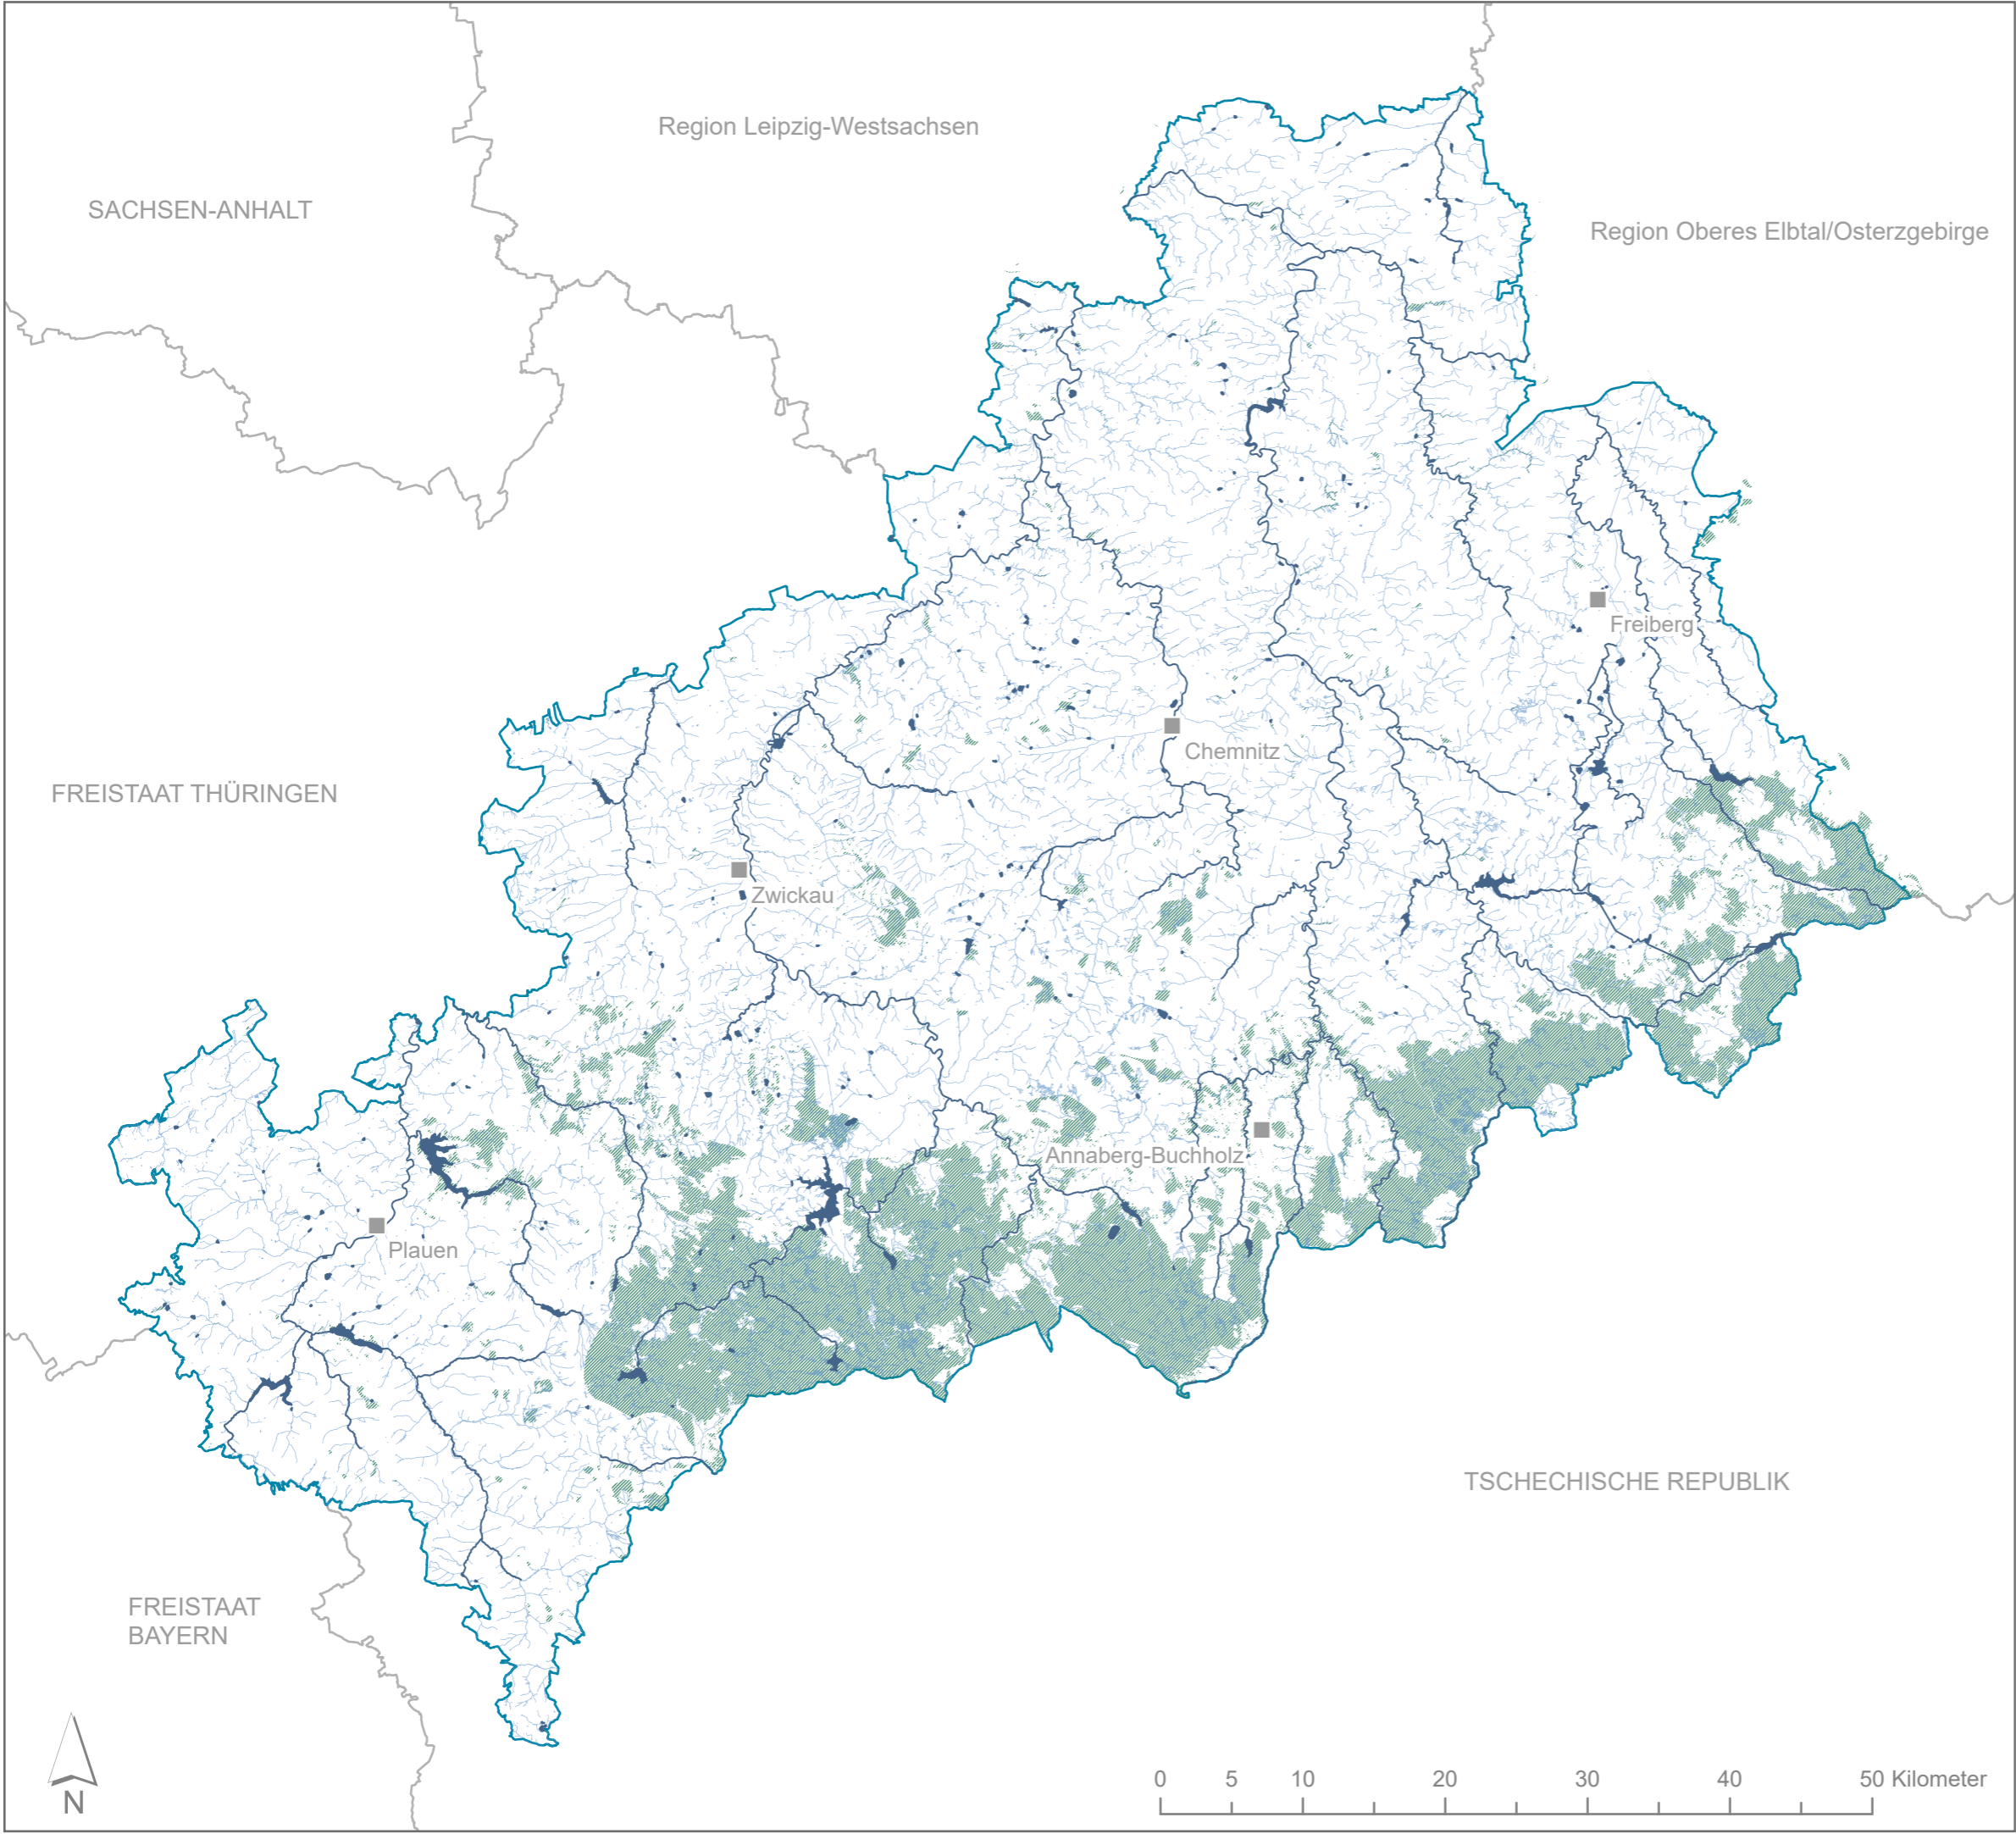 Region Leipzig-Westsachsen
SACHSEN-ANHALT
Region Oberes Elbtal/Osterzgebirge
Freiberg
Chemnitz
FREISTAAT THÜRINGEN
Zwickau
Annaberg-Buchholz
Plauen
TSCHECHISCHE REPUBLIK
FREISTAAT
BAYERN
N
0 5 10 20 30 40 50 Kilometer